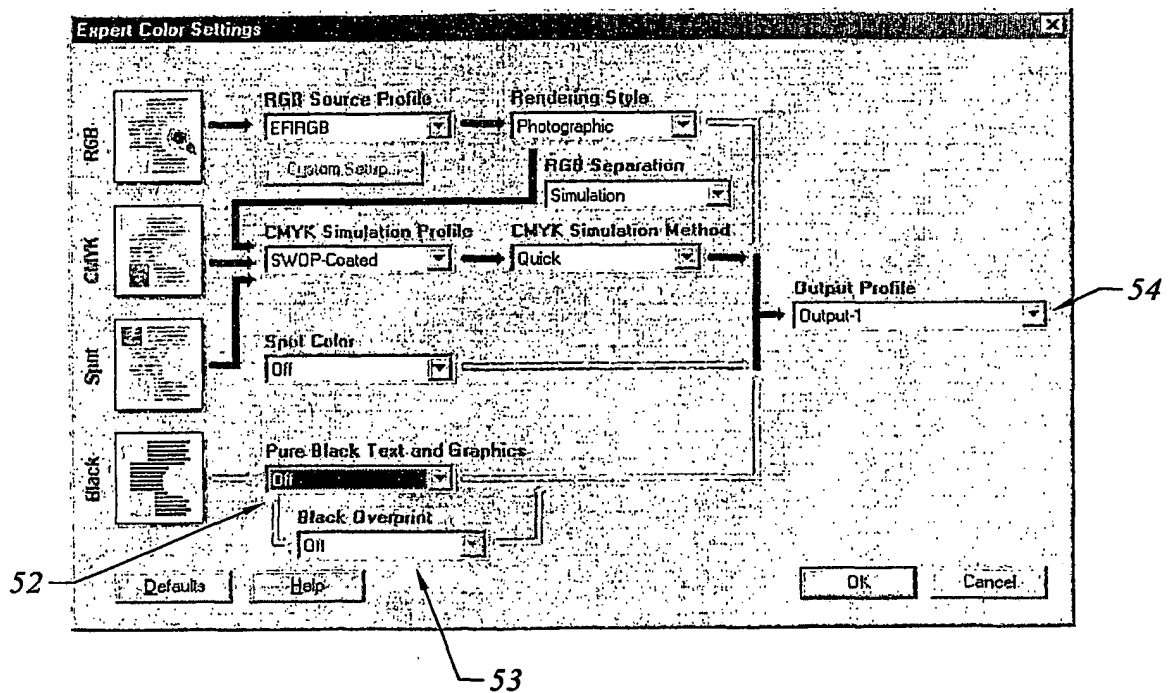 Expert Color Settings
RGB
RGB Source Profile
EFIRGB
Custom Setup...
Rendering Style
Photographic
RGB Separation
Simulation
CMYK
CMYK Simulation Profile
SWOP-Coated
CMYK Simulation Method
Quick
Output Profile
Output-1
54
Spot
Spot Color
Off
Black
Pure Black Text and Graphics
Off
Black Overprint
Off
52
Defaults
Help
OK
Cancel
53